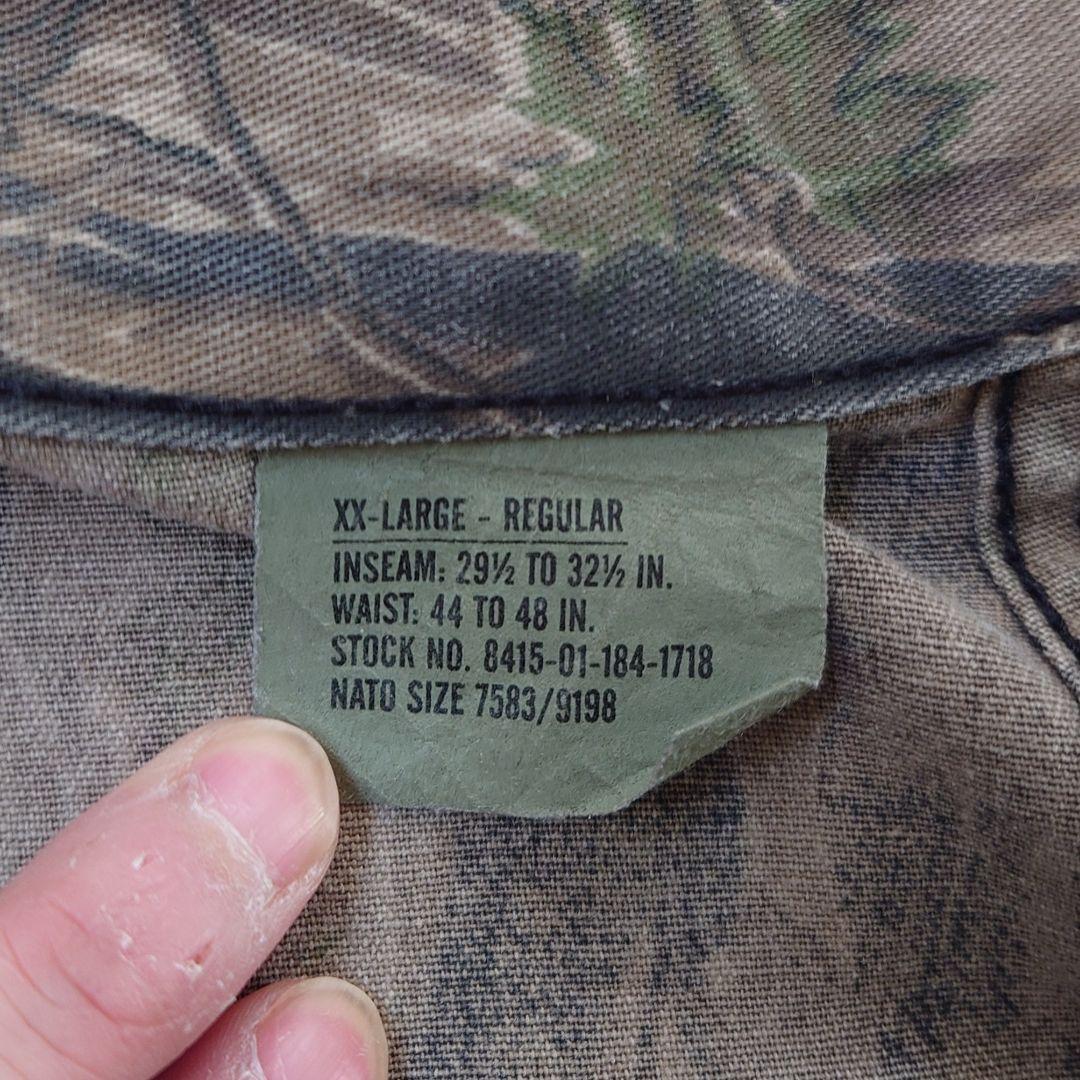 XX-LARGE - REGULAR
INSEAM: 29½ TO 32½ IN.
WAIST: 44 TO 48 IN.
STOCK NO. 8415-01-184-1718
NATO SIZE 7583/9198